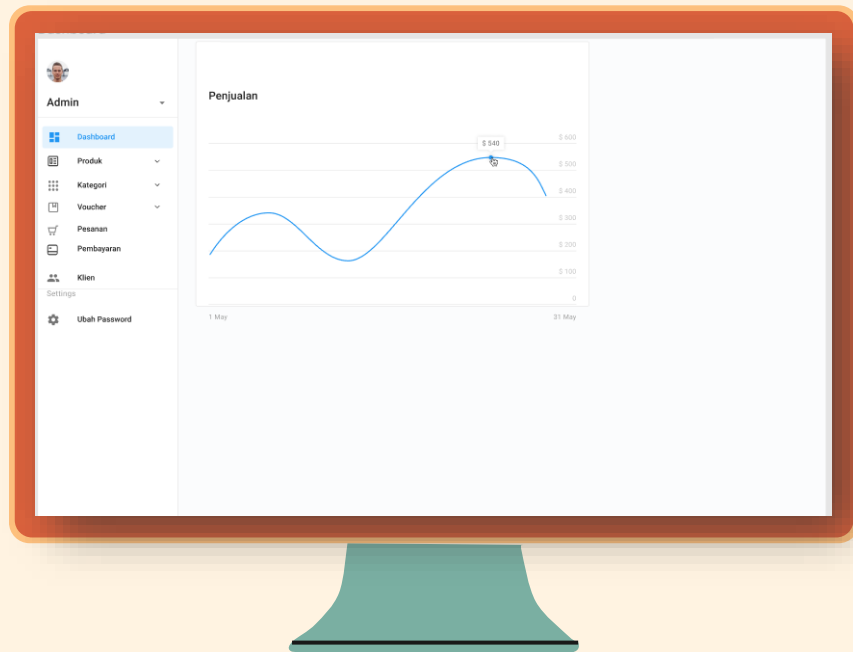 Admin
Dashboard
Produk
Kategori
Voucher
Pesanan
Pembayaran
Klien
Settings
Ubah Password
Penjualan
$ 540
$ 600
$ 500
$ 400
$ 300
$ 200
$ 100
0
1 May
31 May